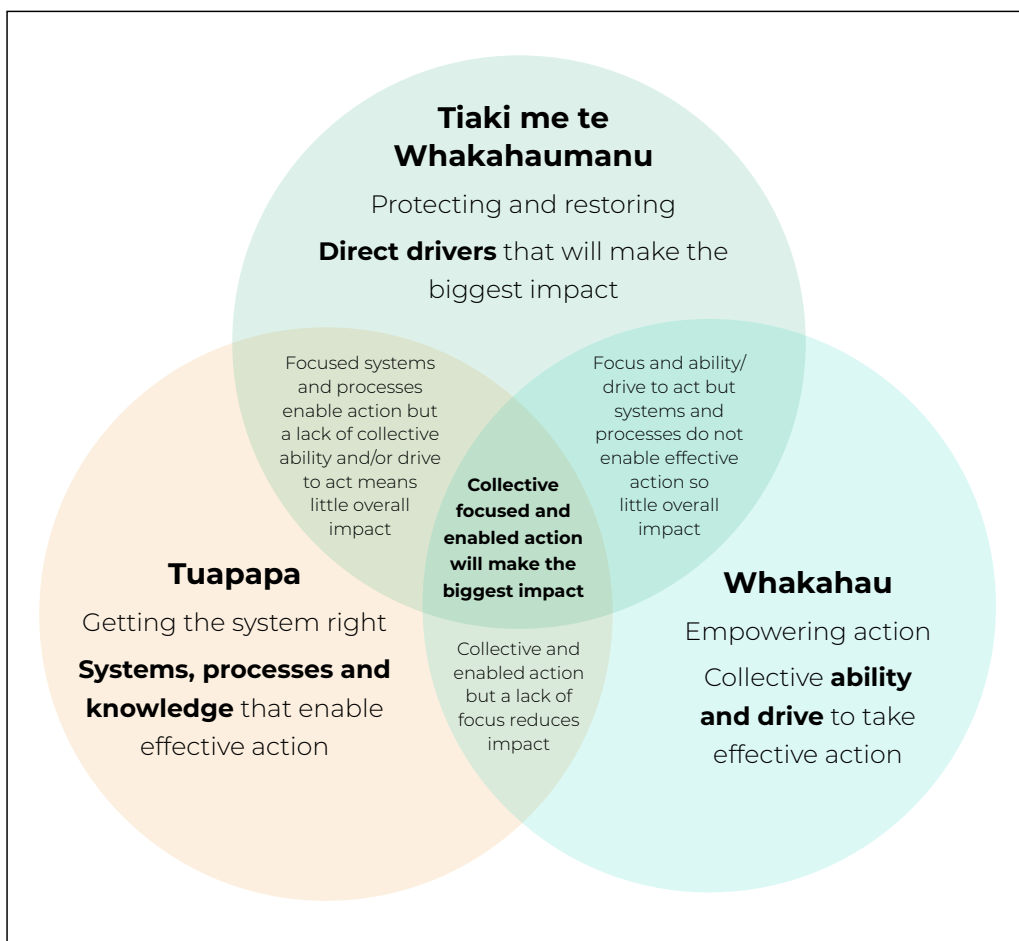 Tiaki me te
Whakahaumanu
Protecting and restoring
Direct drivers that will make the
biggest impact
Focused systems
and processes
enable action but
a lack of collective
ability and/or drive
to act means
little overall
impact
Focus and ability/
drive to act but
systems and
processes do not
enable effective
action so
little overall
impact
Collective
focused and
enabled action
will make the
biggest impact
Tuapapa
Getting the system right
Systems, processes and
knowledge that enable
effective action
Whakahau
Empowering action
Collective ability
and drive to take
effective action
Collective and
enabled action
but a lack of
focus reduces
impact